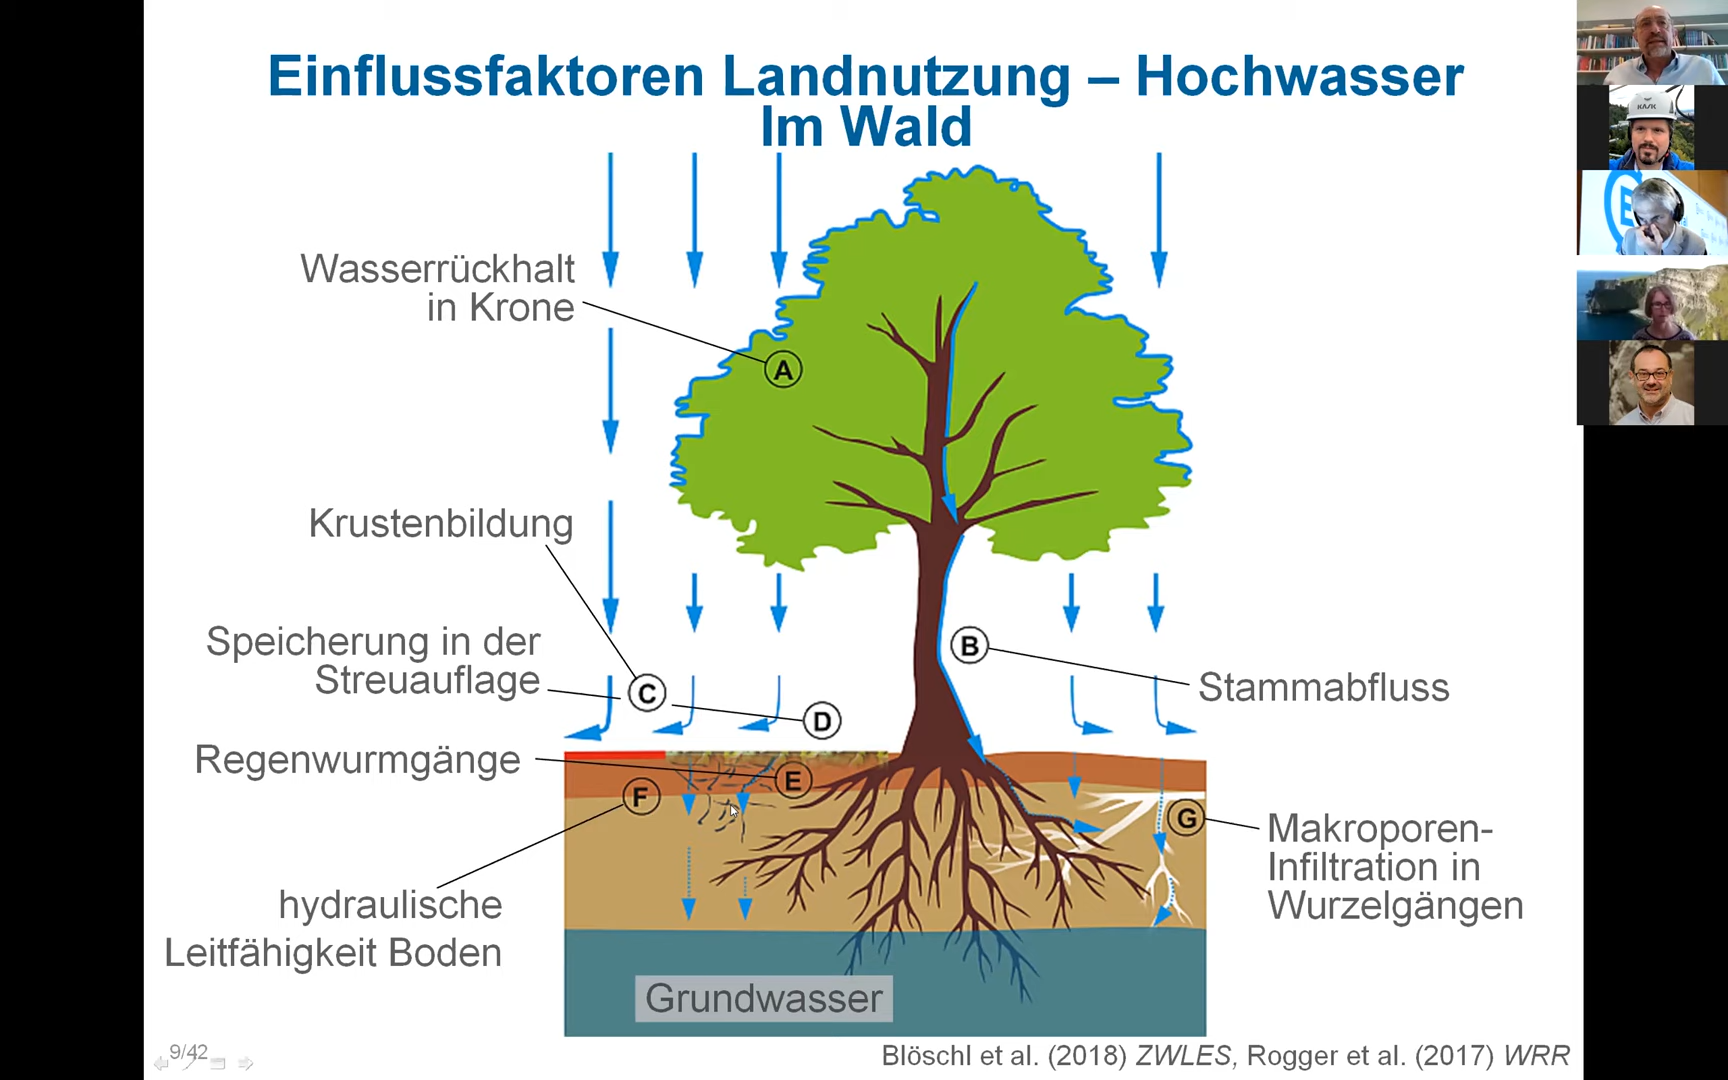 Einflussfaktoren Landnutzung – Hochwasser
Im Wald
Wasserrückhalt
in Krone
A
Krustenbildung
Speicherung in der
Streuauflage
C
D
B
Stammabfluss
Regenwurmgänge
E
F
G
Makroporen-
Infiltration in
Wurzelgängen
hydraulische
Leitfähigkeit Boden
Grundwasser
9/42
Blöschl et al. (2018) ZWLES, Rogger et al. (2017) WRR
KASK